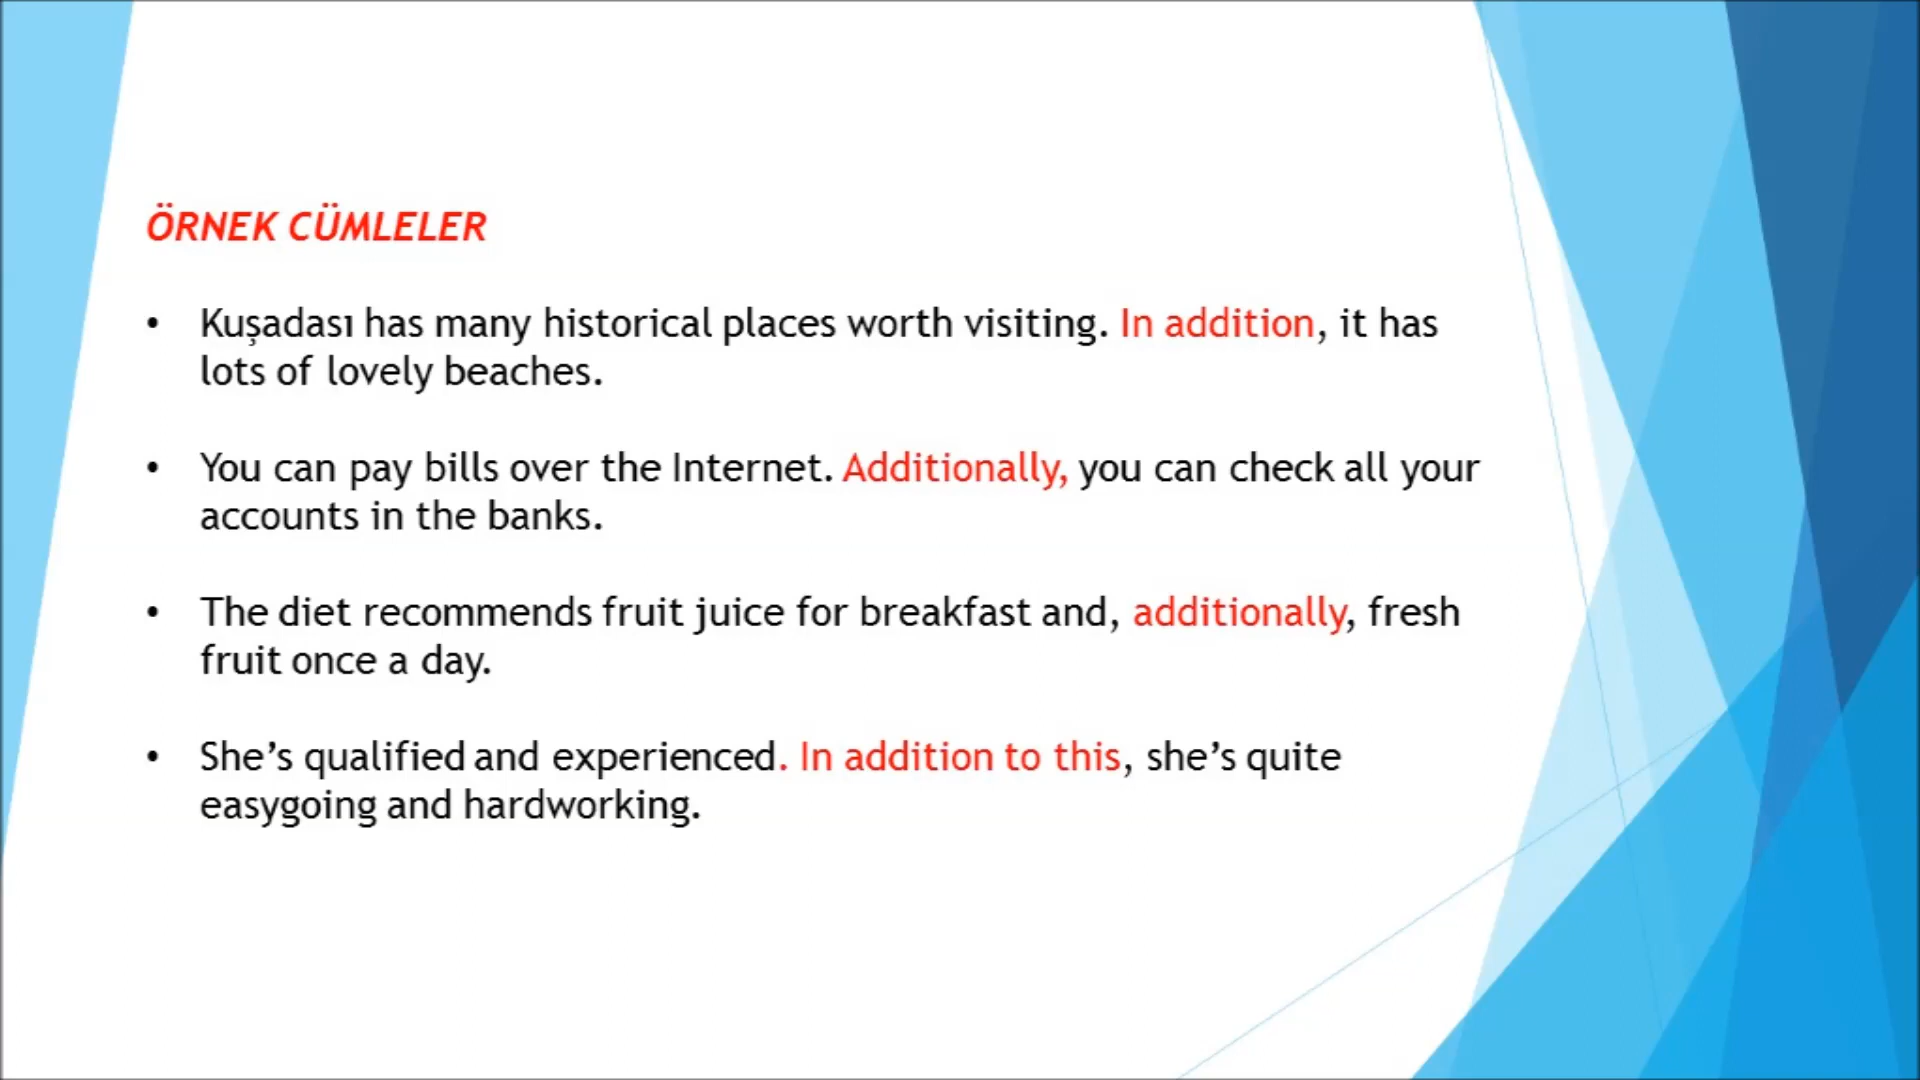 ÖRNEK CÜMLELER
• Kuşadası has many historical places worth visiting. In addition, it has
lots of lovely beaches.
• You can pay bills over the Internet. Additionally, you can check all your
accounts in the banks.
• The diet recommends fruit juice for breakfast and, additionally, fresh
fruit once a day.
• She’s qualified and experienced. In addition to this, she’s quite
easygoing and hardworking.